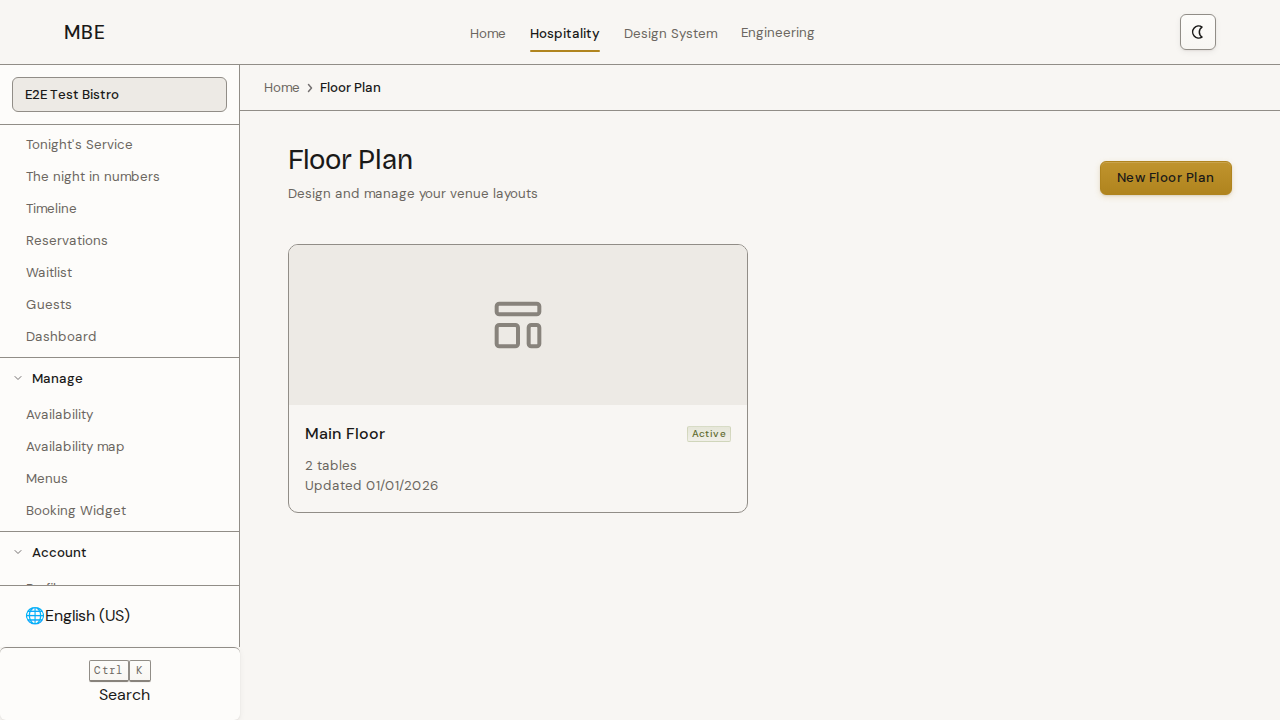 MBE
Home
Hospitality
Design System
Engineering
E2E Test Bistro
Home
Floor Plan
Tonight's Service
The night in numbers
Timeline
Reservations
Waitlist
Guests
Dashboard
Manage
Availability
Availability map
Menus
Booking Widget
Account
English (US)
Ctrl K
Search
Floor Plan
Design and manage your venue layouts
New Floor Plan
Main Floor
Active
2 tables
Updated 01/01/2026